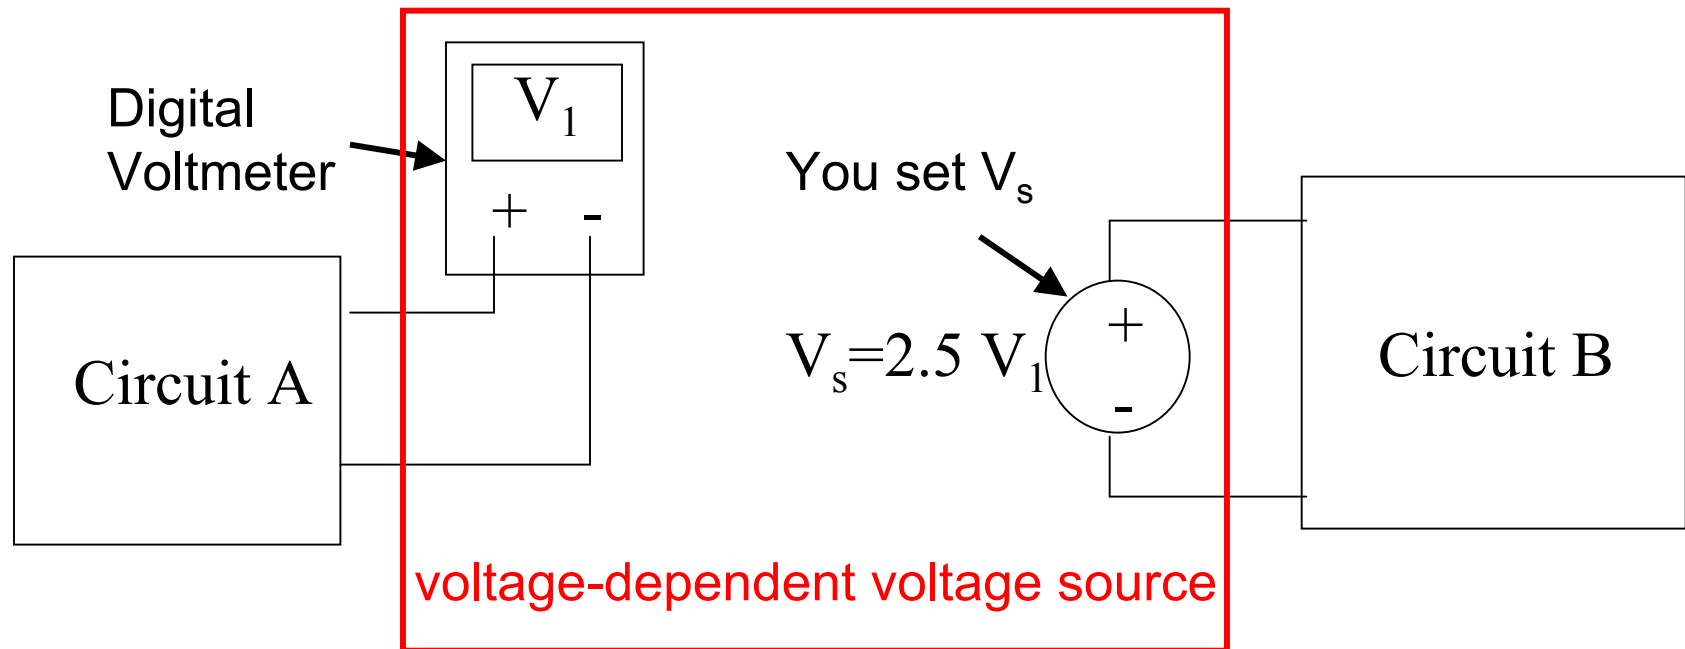 Digital
Voltmeter
V₁
+ -
You set Vₛ
Circuit A
Vₛ=2.5 V₁
+
-
Circuit B
voltage-dependent voltage source